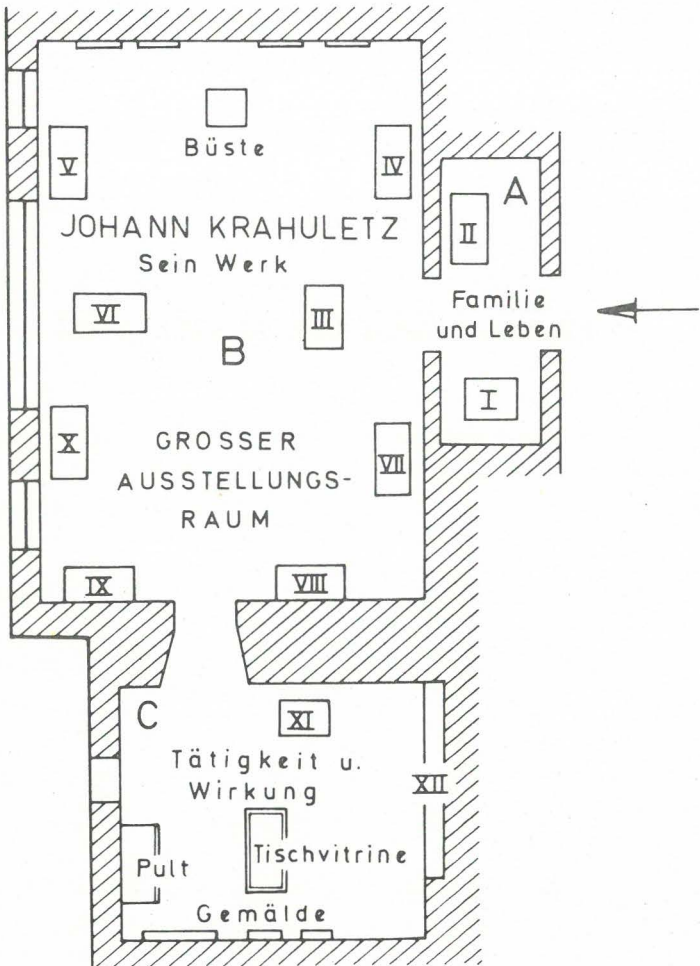 Büste
V
IV
A
II
JOHANN KRAHULETZ
Sein Werk
Familie
und Leben
VI
III
B
I
X
GROSSER
AUSSTELLUNGS-
RAUM
VII
IX
VIII
C
XI
Tätigkeit u.
Wirkung
XII
Pult
Tischvitrine
Gemälde